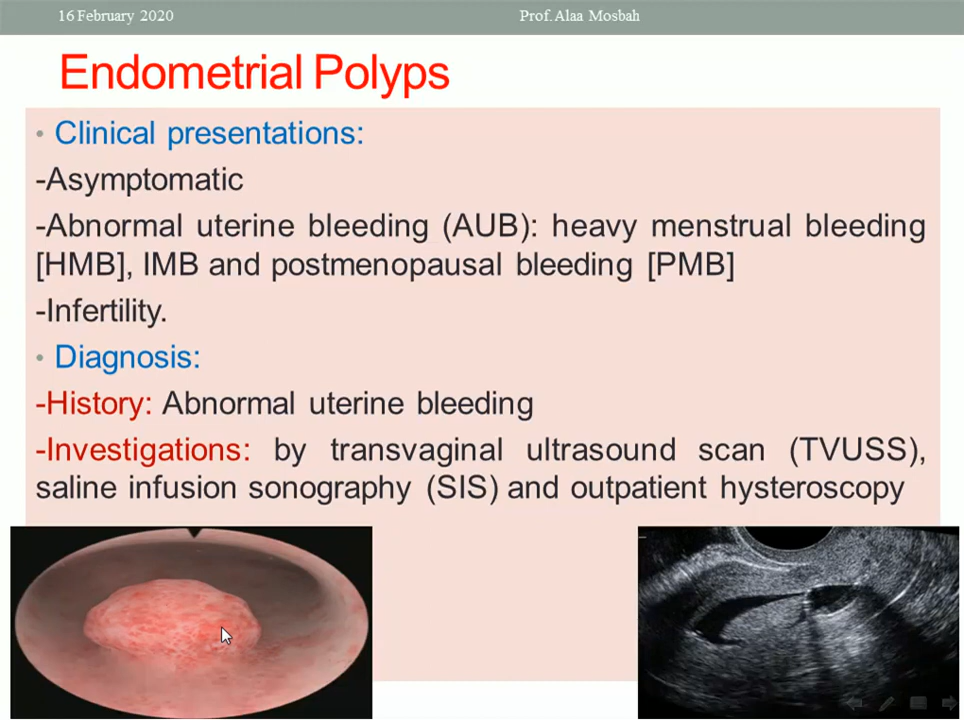 16 February 2020 Prof. Alaa Mosbah
Endometrial Polyps
• Clinical presentations:
-Asymptomatic
-Abnormal uterine bleeding (AUB): heavy menstrual bleeding
[HMB], IMB and postmenopausal bleeding [PMB]
-Infertility.
• Diagnosis:
-History: Abnormal uterine bleeding
-Investigations: by transvaginal ultrasound scan (TVUSS),
saline infusion sonography (SIS) and outpatient hysteroscopy